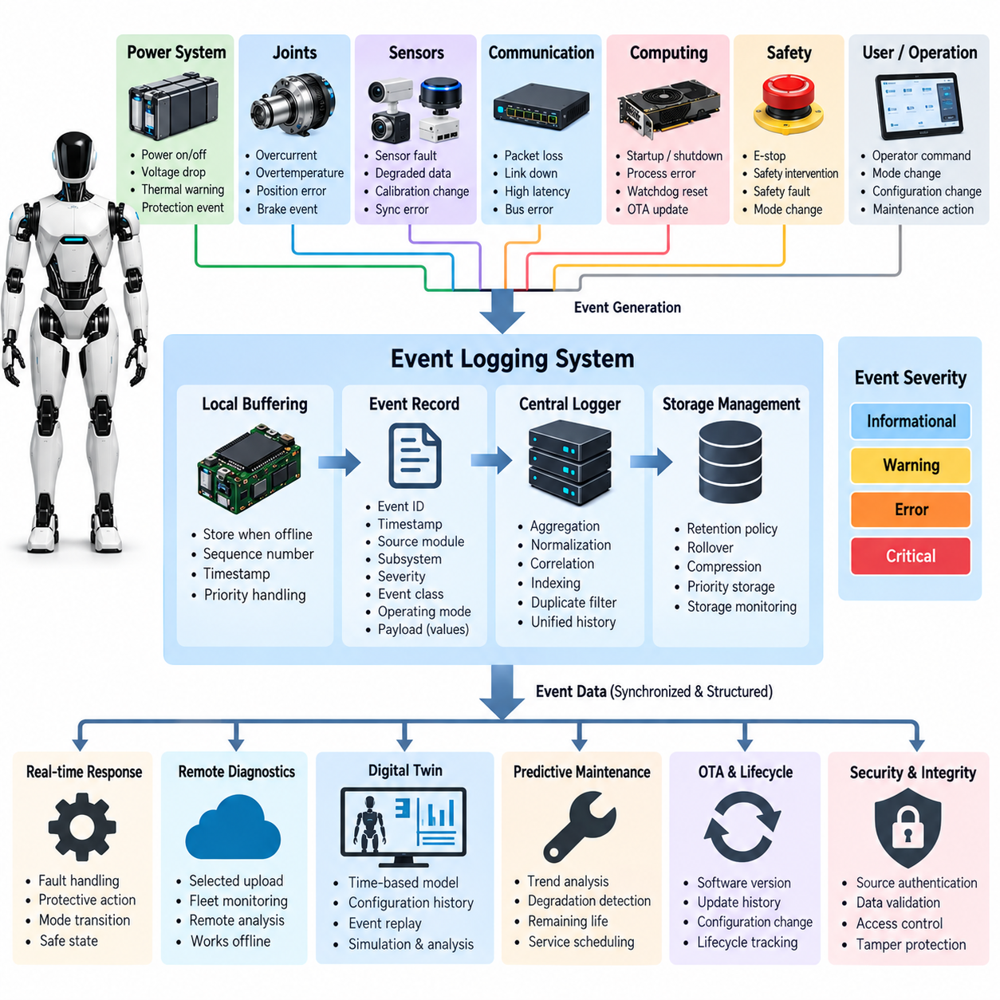 Power System
• Power on/off
• Voltage drop
• Thermal warning
Protection event
Joints
• Overcurrent
• Overtemperature
• Position error
• Brake event
Sensors
• Sensor fault
• Degraded data
• Calibration change
• Sync error
Communication
• Packet loss
• Link down
• High latency
• Bus error
Computing
• Startup / shutdown
• Process error
• Watchdog reset
• OTA update
Safety
• E-stop
• Safety intervention
• Safety fault
• Mode change
User / Operation
• Operator command
• Mode change
• Configuration change
• Maintenance action
Event Generation
Event Logging System
Local Buffering
• Store when offline
• Sequence number
• Timestamp
• Priority handling
Event Record
• Event ID
• Timestamp
• Source module
• Subsystem
• Severity
• Event class
• Operating mode
• Payload (values)
Central Logger
• Aggregation
• Normalization
• Correlation
• Indexing
• Duplicate filter
• Unified history
Storage Management
• Retention policy
• Rollover
• Compression
• Priority storage
• Storage monitoring
Event Severity
Informational
Warning
Error
Critical
Event Data (Synchronized & Structured)
Real-time Response
• Fault handling
• Protective action
• Mode transition
• Safe state
Remote Diagnostics
• Selected upload
• Fleet monitoring
• Remote analysis
• Works offline
Digital Twin
• Time-based model
• Configuration history
• Event replay
• Simulation & analysis
Predictive Maintenance
• Trend analysis
• Degradation detection
• Remaining life
• Service scheduling
OTA & Lifecycle
• Software version
• Update history
• Configuration change
• Lifecycle tracking
Security & Integrity
• Source authentication
• Data validation
• Access control
• Tamper protection